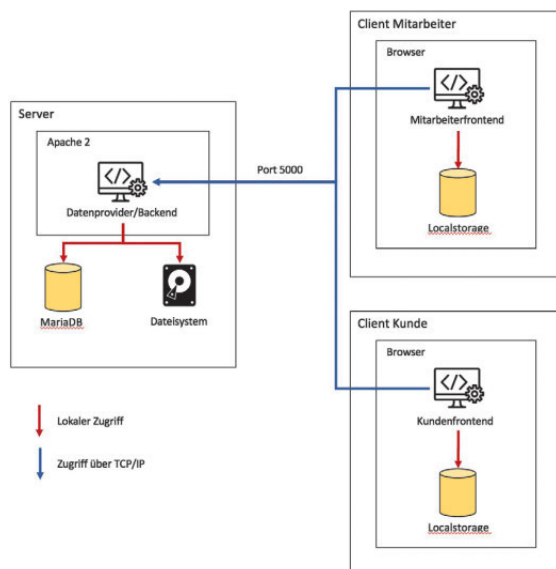 Server
Apache 2
Datenprovider/Backend
MariaDB
Dateisystem
Lokaler Zugriff
Zugriff über TCP/IP
Port 5000
Client Mitarbeiter
Browser
Mitarbeiterfrontend
Localstorage
Client Kunde
Browser
Kundenfrontend
Localstorage